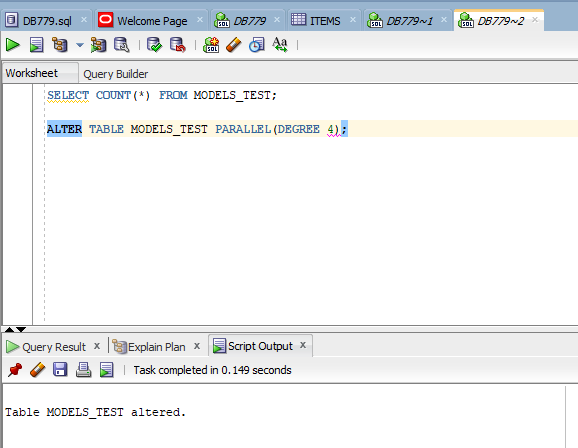 DB779.sql Welcome Page DB779 ITEMS DB779~1 DB779~2
Worksheet Query Builder
SELECT COUNT(*) FROM MODELS_TEST;
ALTER TABLE MODELS_TEST PARALLEL(DEGREE 4);
Query Result Explain Plan Script Output
Task completed in 0.149 seconds
Table MODELS_TEST altered.